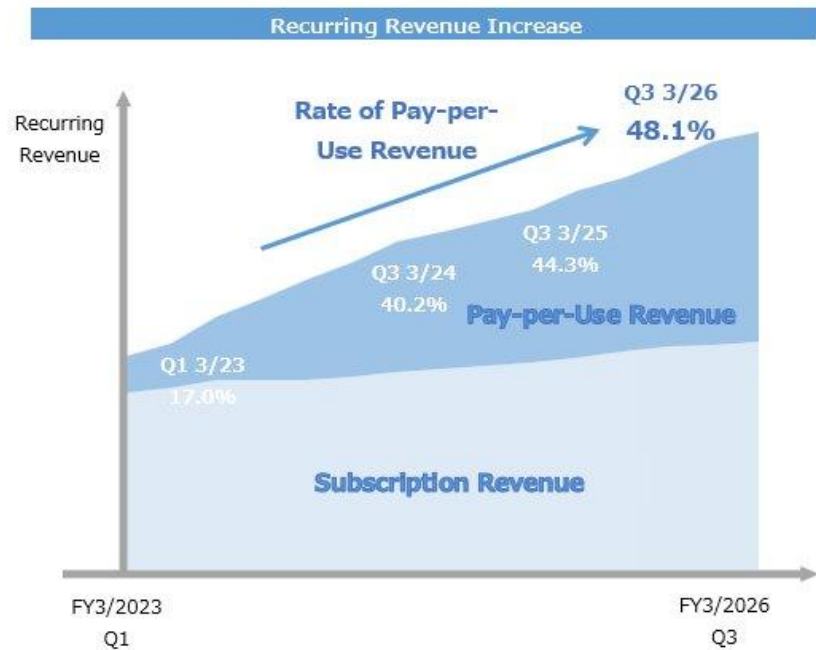 Recurring Revenue Increase
Recurring
Revenue
Rate of Pay-per-
Use Revenue
Q3 3/26
48.1%
Q3 3/25
44.3%
Q3 3/24
40.2%
Pay-per-Use Revenue
Q1 3/23
17.0%
Subscription Revenue
FY3/2023
Q1
FY3/2026
Q3